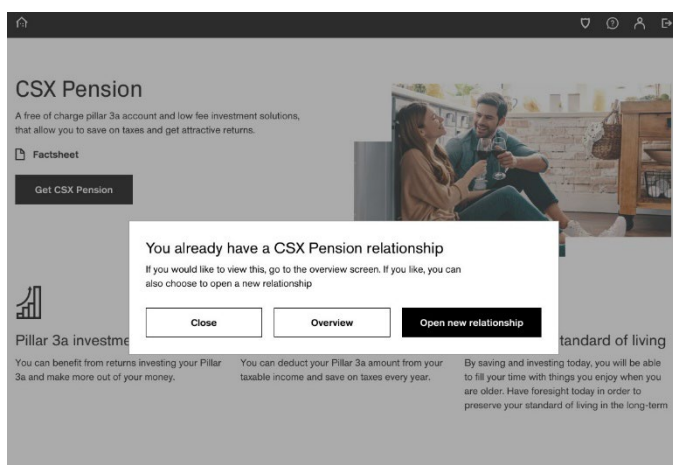 CSX Pension
A free of charge pillar 3a account and low fee investment solutions,
that allow you to save on taxes and get attractive returns.
Factsheet
Get CSX Pension
You already have a CSX Pension relationship
If you would like to view this, go to the overview screen. If you like, you can
also choose to open a new relationship
Close
Overview
Open new relationship
Pillar 3a investme
tandard of living
You can benefit from returns investing your Pillar
3a and make more out of your money.
You can deduct your Pillar 3a amount from your
taxable income and save on taxes every year.
By saving and investing today, you will be able
to fill your time with things you enjoy when you
are older. Have foresight today in order to
preserve your standard of living in the long-term